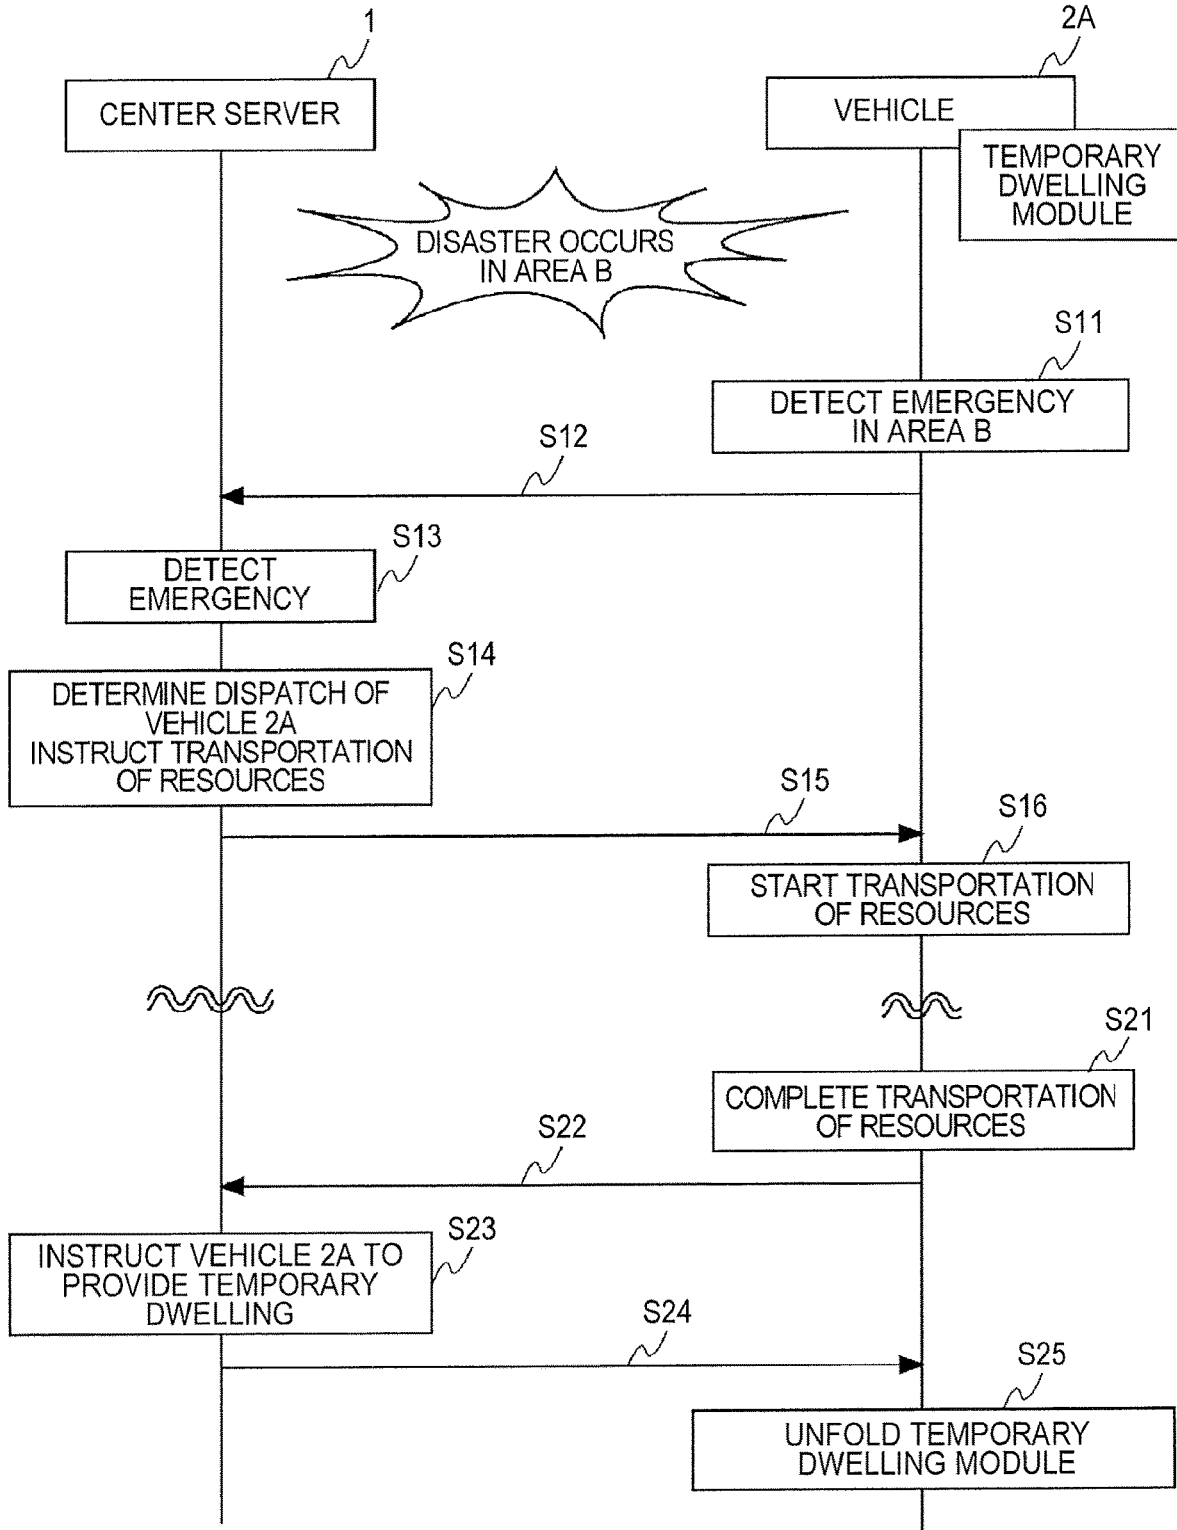 1
2A
CENTER SERVER
VEHICLE
TEMPORARY
DWELLING
MODULE
DISASTER OCCURS
IN AREA B
S11
DETECT EMERGENCY
IN AREA B
S12
S13
DETECT
EMERGENCY
S14
DETERMINE DISPATCH OF
VEHICLE 2A
INSTRUCT TRANSPORTATION
OF RESOURCES
S15
S16
START TRANSPORTATION
OF RESOURCES
S21
COMPLETE TRANSPORTATION
OF RESOURCES
S22
S23
INSTRUCT VEHICLE 2A TO
PROVIDE TEMPORARY
DWELLING
S24
S25
UNFOLD TEMPORARY
DWELLING MODULE